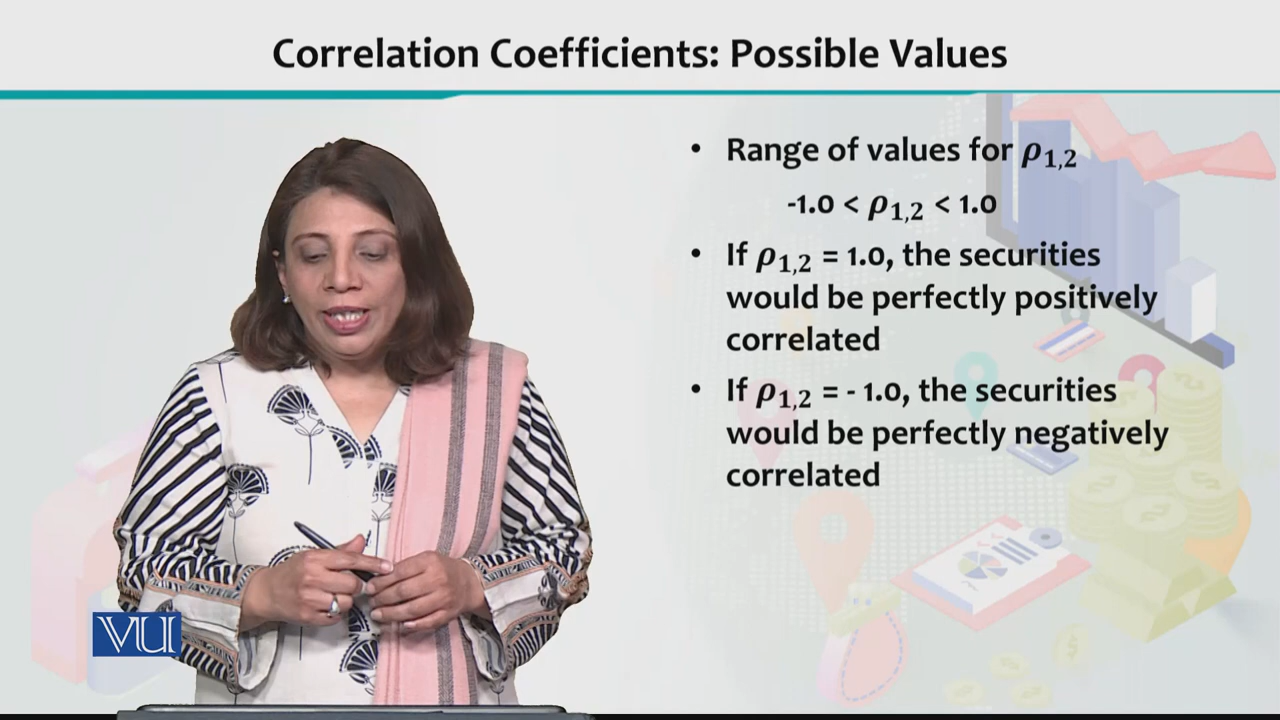 Correlation Coefficients: Possible Values
• Range of values for ρ1,2
-1.0 < ρ1,2 < 1.0
• If ρ1,2 = 1.0, the securities
would be perfectly positively
correlated
• If ρ1,2 = - 1.0, the securities
would be perfectly negatively
correlated
VU